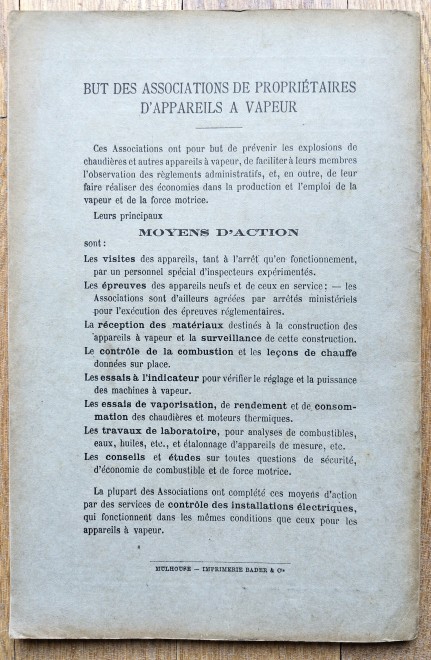 BUT DES ASSOCIATIONS DE PROPRIÉTAIRES
D'APPAREILS A VAPEUR
Ces Associations ont pour but de prévenir les explosions de
chaudières et autres appareils à vapeur, de faciliter à leurs membres
l'observation des règlements administratifs, et, en outre, de leur
faire réaliser des économies dans la production et l'emploi de la
vapeur et de la force motrice.
Leurs principaux
MOYENS D'ACTION
sont :
Les visites des appareils, tant à l'arrêt qu'en fonctionnement,
par un personnel spécial d'inspecteurs expérimentés.
Les épreuves des appareils neufs et de ceux en service : — les
Associations sont d'ailleurs agréées par arrêtés ministériels
pour l'exécution des épreuves réglementaires.
La réception des matériaux destinés à la construction des
appareils à vapeur et la surveillance de cette construction.
Le contrôle de la combustion et les leçons de chauffe
données sur place.
Les essais à l'indicateur pour vérifier le réglage et la puissance
des machines à vapeur.
Les essais de vaporisation, de rendement et de consom-
mation des chaudières et moteurs thermiques.
Les travaux de laboratoire, pour analyses de combustibles,
eaux, huiles, etc., et étalonnage d'appareils de mesure, etc.
Les conseils et études sur toutes questions de sécurité,
d'économie de combustible et de force motrice.
La plupart des Associations ont complété ces moyens d'action
par des services de contrôle des installations électriques,
qui fonctionnent dans les mêmes conditions que ceux pour les
appareils à vapeur.
MULHOUSE — IMPRIMERIE BADER & Cie